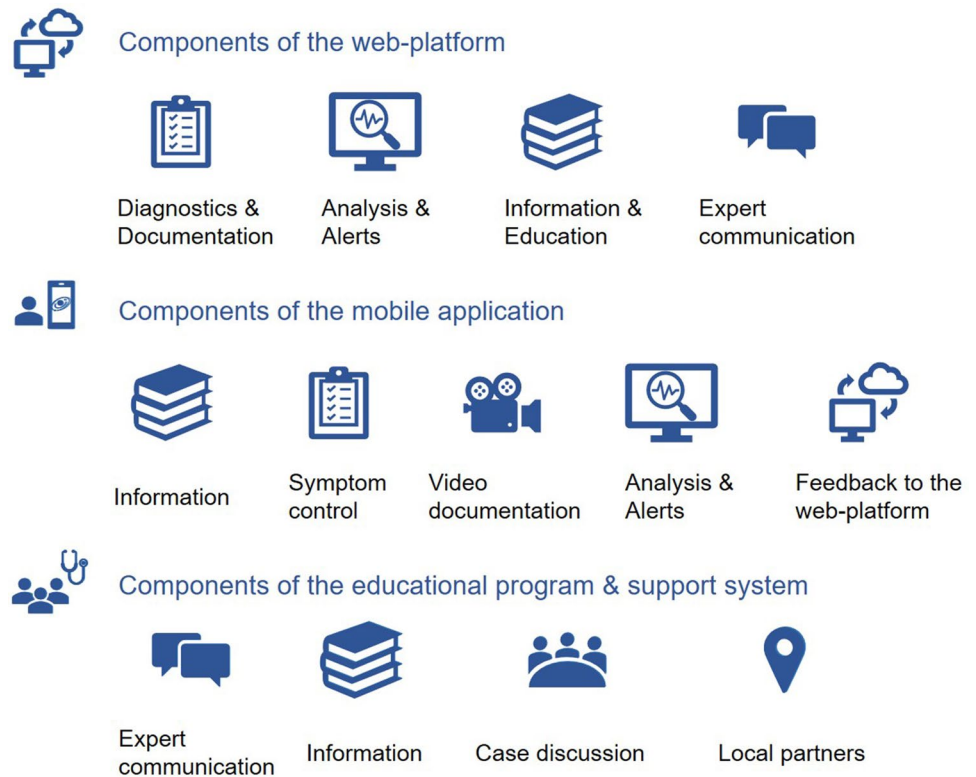 Components of the web-platform
Diagnostics &
Documentation
Analysis &
Alerts
Information &
Education
Expert
communication
Components of the mobile application
Information
Symptom
control
Video
documentation
Analysis &
Alerts
Feedback to the
web-platform
Components of the educational program & support system
Expert
communication
Information
Case discussion
Local partners